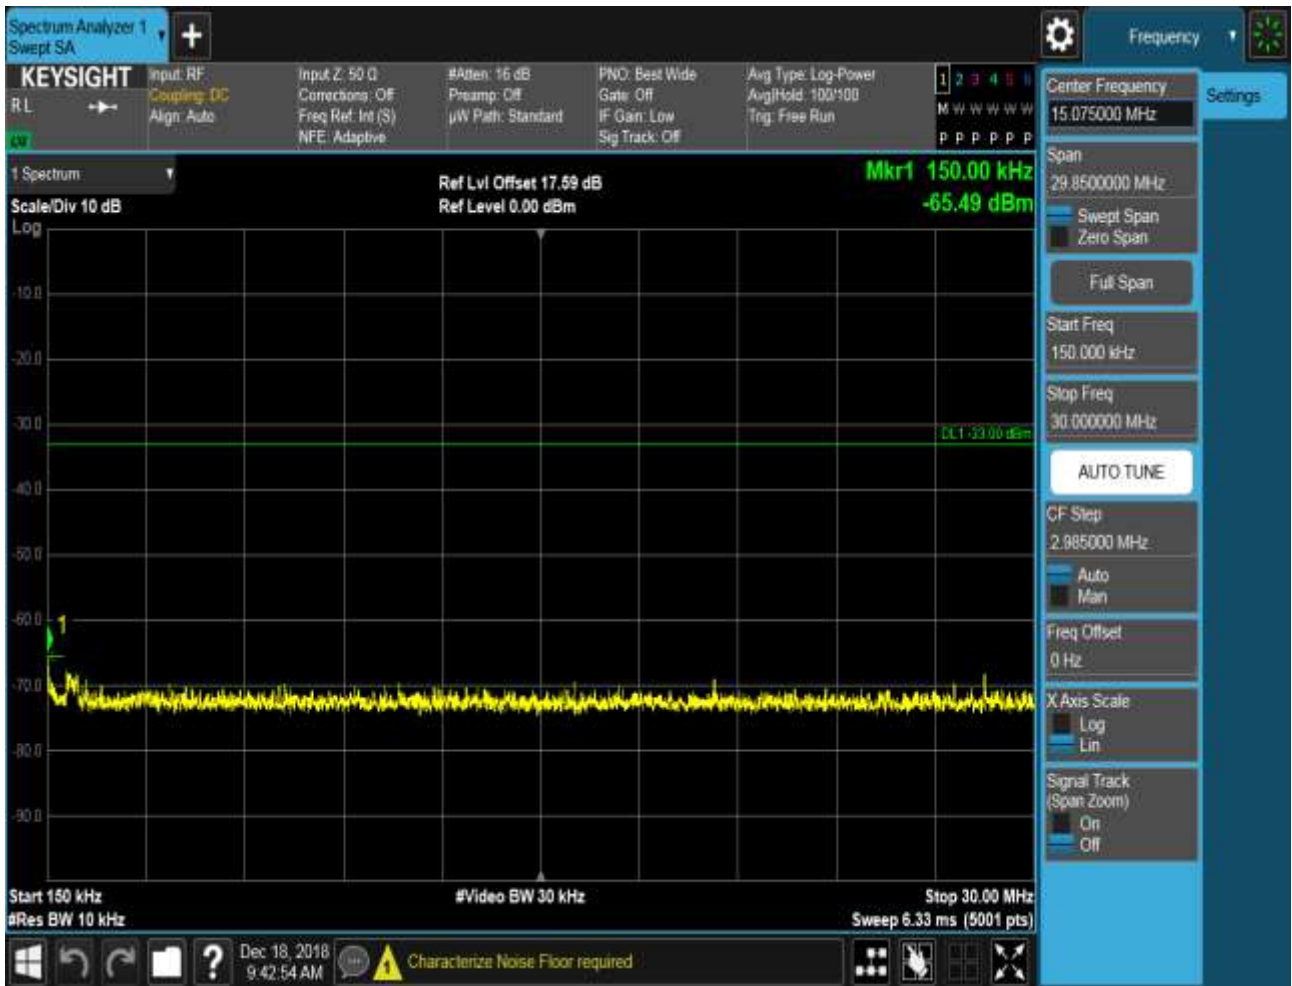 Spectrum Analyzer 1
Swept SA
Frequency
KEYSIGHT
RL
Input: RF
Coupling: DC
Align: Auto
Input Z: 50 Ω
Corrections: Off
Freq Ref: Int (S)
NFE: Adaptive
#Atten: 16 dB
Preamp: Off
µW Path: Standard
PNO: Best Wide
Gate: Off
IF Gain: Low
Sig Track: Off
Avg Type: Log-Power
Avg|Hold: 100/100
Trig: Free Run
1 2 3 4 5 6
M W W W W W
P P P P P P
1 Spectrum
Scale/Div 10 dB
Ref Lvl Offset 17.59 dB
Ref Level 0.00 dBm
Mkr1 150.00 kHz
-65.49 dBm
Log
-10.0
-20.0
-30.0
DL1 -33.00 dBm
-40.0
-50.0
-60.0
1
-70.0
-80.0
-90.0
Start 150 kHz
#Video BW 30 kHz
Stop 30.00 MHz
#Res BW 10 kHz
Sweep 6.33 ms (5001 pts)
Center Frequency
15.075000 MHz
Settings
Span
29.8500000 MHz
Swept Span
Zero Span
Full Span
Start Freq
150.000 kHz
Stop Freq
30.000000 MHz
AUTO TUNE
CF Step
2.985000 MHz
Auto
Man
Freq Offset
0 Hz
X Axis Scale
Log
Lin
Signal Track
(Span Zoom)
On
Off
?
Dec 18, 2018
9:42:54 AM
Characterize Noise Floor required